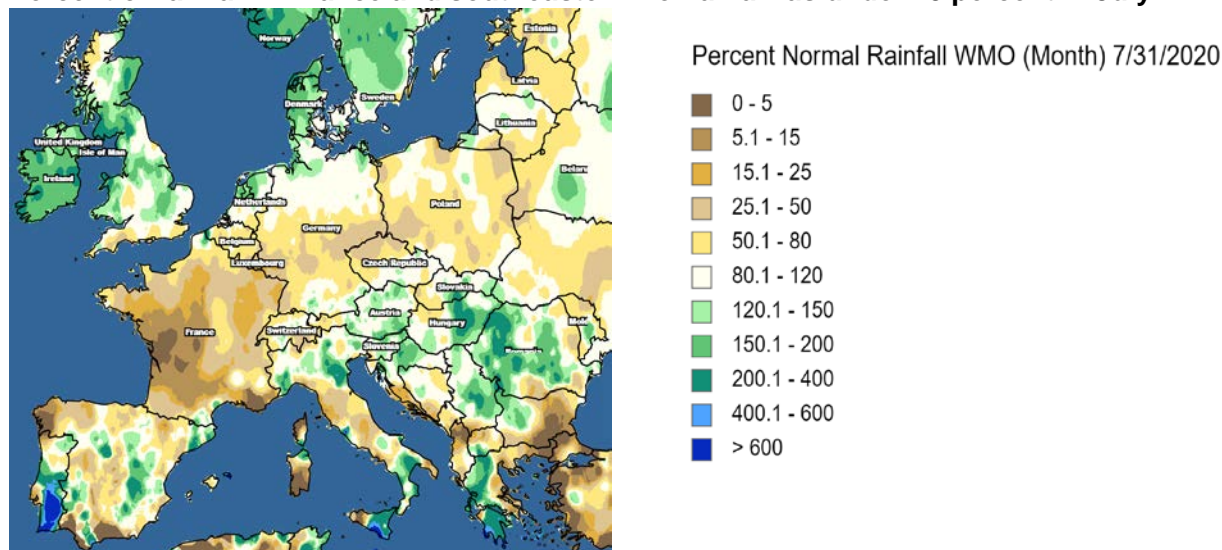 Norway
Estonia
Latvia
Denmark
Sweden
Lithuania
United Kingdom
Isle of Man
Ireland
Belaru
Netherlands
Poland
Germany
Belgium
Luxembourg
Czech Republic
Slovakia
Austria
Hungary
Mold
France
Switzerland
Slovenia
Romania
Percent Normal Rainfall WMO (Month) 7/31/2020
0 - 5
5.1 - 15
15.1 - 25
25.1 - 50
50.1 - 80
80.1 - 120
120.1 - 150
150.1 - 200
200.1 - 400
400.1 - 600
> 600